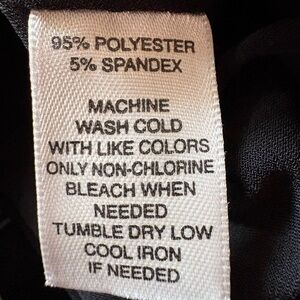 95% POLYESTER
5% SPANDEX
MACHINE
WASH COLD
WITH LIKE COLORS
ONLY NON-CHLORINE
BLEACH WHEN
NEEDED
TUMBLE DRY LOW
COOL IRON
IF NEEDED